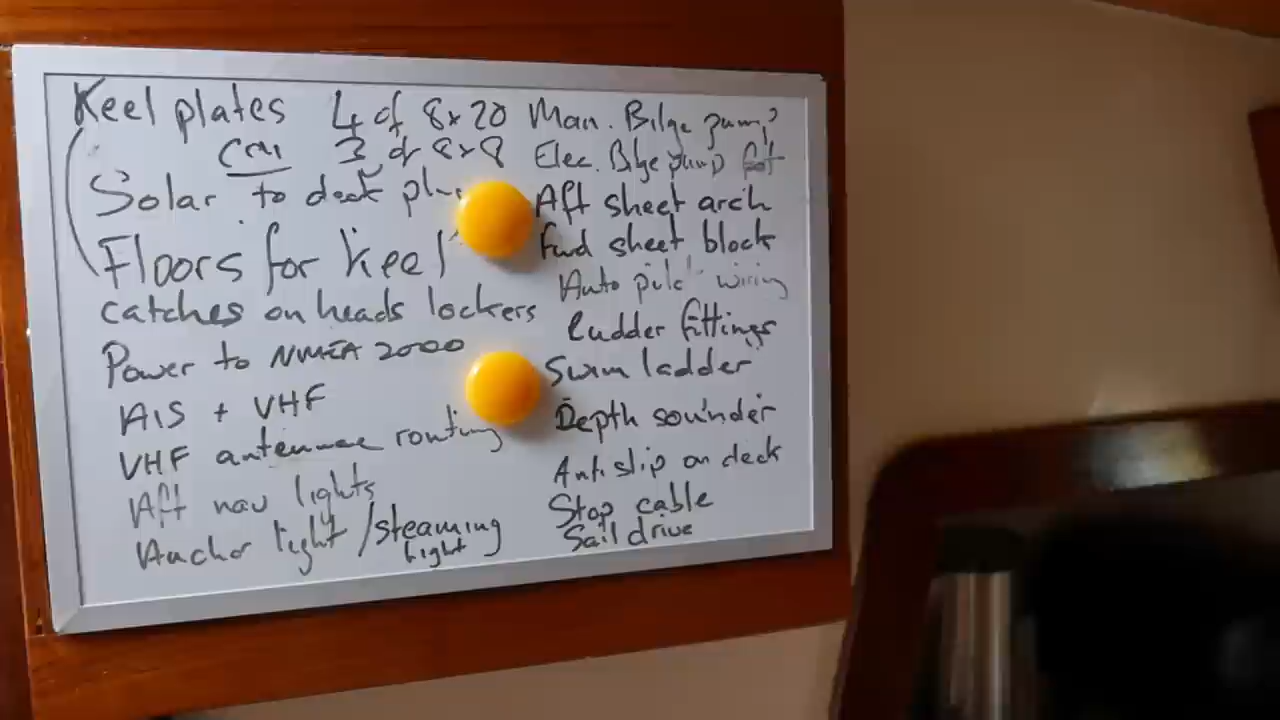 Keel plates 4 of 8x20
cm 3 of 8x8
Solar to deck
Floors for keel
catches on heads lockers
Power to NMEA 2000
AIS + VHF
VHF antennae routing
Aft nav lights
Anchor light / steaming
light
Man. Bilge pump
Elec. Blge pump
Aft sheet arch
Fwd sheet block
Auto wiring
ladder fittings
Swim ladder
Depth sounder
Anti slip on deck
Stop cable
Sail drive